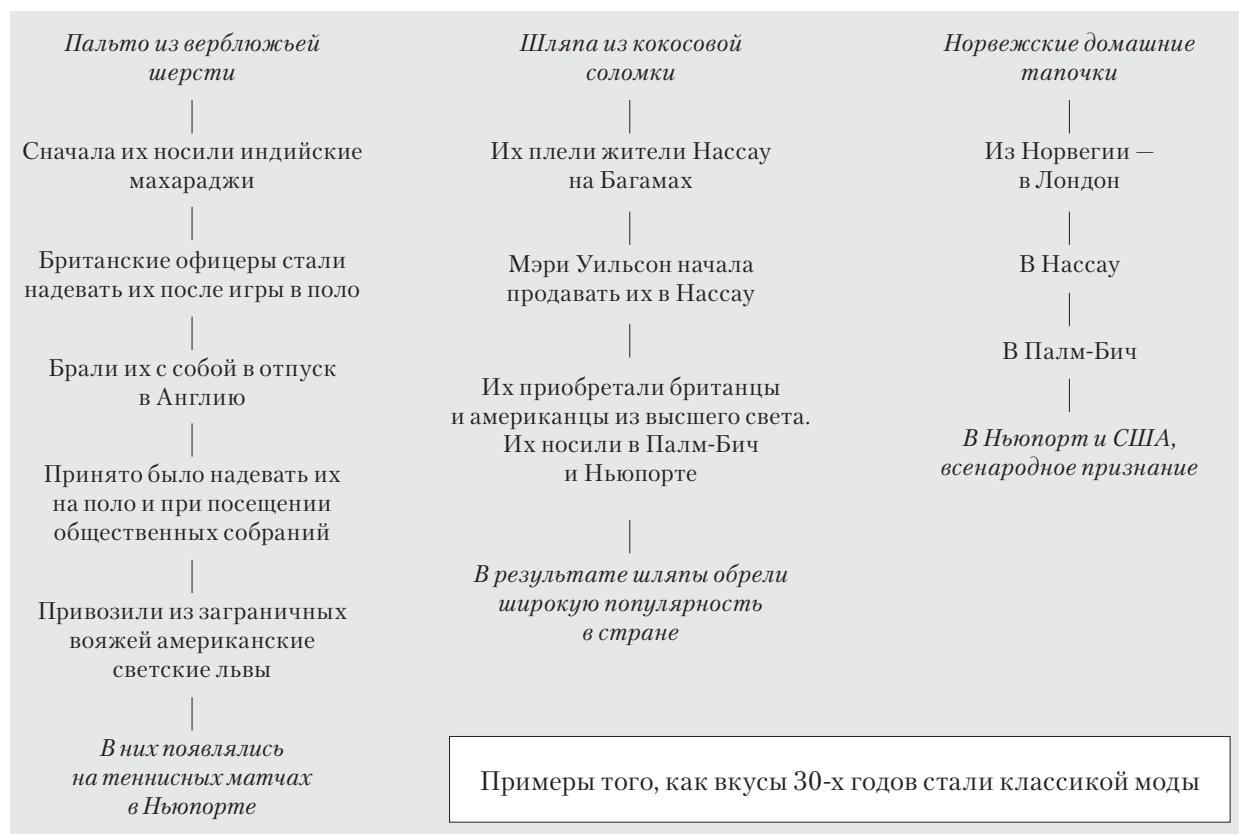 Пальто из верблюжьей
шерсти
Сначала их носили индийские
махараджи
Британские офицеры стали
надевать их после игры в поло
Брали их с собой в отпуск
в Англию
Принято было надевать их
на поло и при посещении
общественных собраний
Привозили из заграничных
вояжей американские
светские львы
В них появлялись
на теннисных матчах
в Ньюпорте
Шляпа из кокосовой
соломки
Их плели жители Нассау
на Багамах
Мэри Уильсон начала
продавать их в Нассау
Их приобретали британцы
и американцы из высшего света.
Их носили в Палм-Бич
и Ньюпорте
В результате шляпы обрели
широкую популярность
в стране
Норвежские домашние
тапочки
Из Норвегии —
в Лондон
В Нассау
В Палм-Бич
В Ньюпорт и США,
всенародное признание
Примеры того, как вкусы 30-х годов стали классикой моды